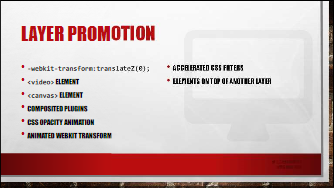 LAYER PROMOTION
-webkit-transform:translateZ(0);
<video> ELEMENT
<canvas> ELEMENT
COMPOSITED PLUGINS
CSS OPACITY ANIMATION
ANIMATED WEBKIT TRANSFORM
ACCELERATED CSS FILTERS
ELEMENTS ON TOP OF ANOTHER LAYER